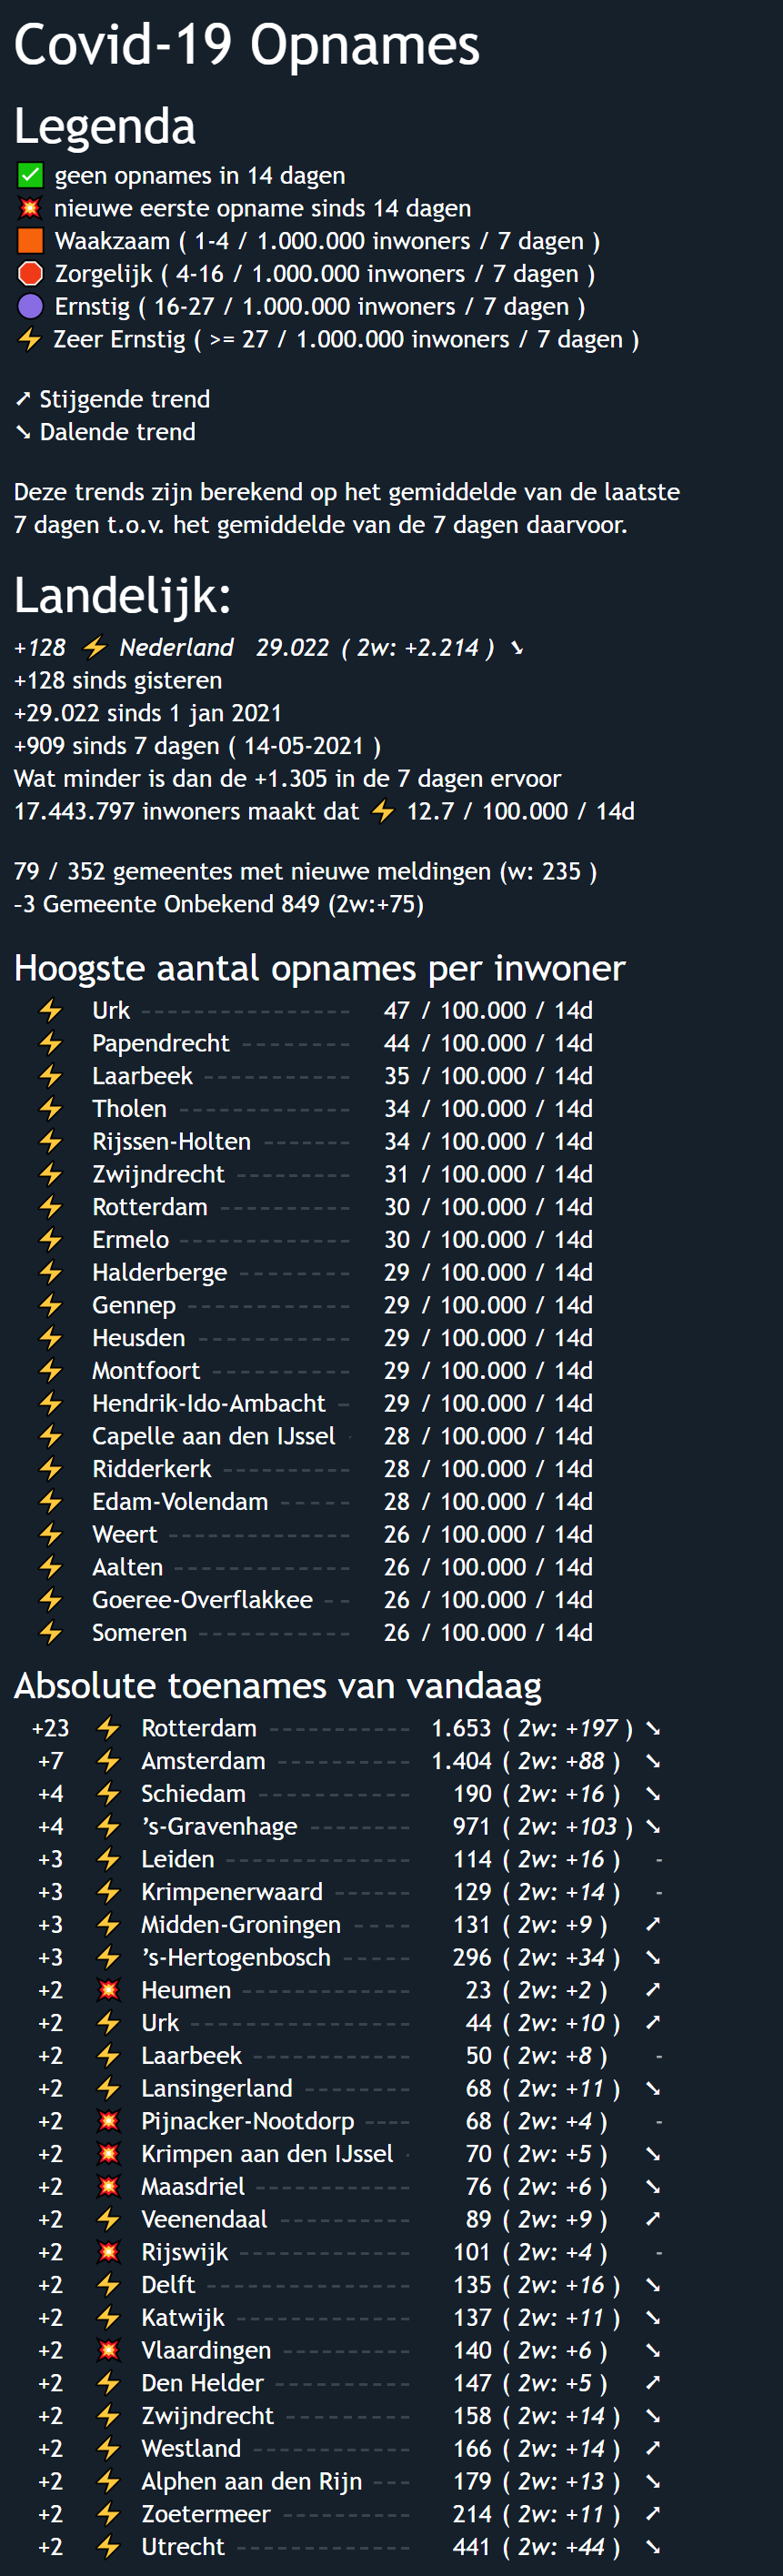 Covid-19 Opnames
Legenda
✅ geen opnames in 14 dagen
💥 nieuwe eerste opname sinds 14 dagen
🟧 Waakzaam ( 1-4 / 1.000.000 inwoners / 7 dagen )
🛑 Zorgelijk ( 4-16 / 1.000.000 inwoners / 7 dagen )
🟣 Ernstig ( 16-27 / 1.000.000 inwoners / 7 dagen )
⚡ Zeer Ernstig ( >= 27 / 1.000.000 inwoners / 7 dagen )
➚ Stijgende trend
➘ Dalende trend
Deze trends zijn berekend op het gemiddelde van de laatste
7 dagen t.o.v. het gemiddelde van de 7 dagen daarvoor.
Landelijk:
+128 ⚡ Nederland 29.022 ( 2w: +2.214 ) ➘
+128 sinds gisteren
+29.022 sinds 1 jan 2021
+909 sinds 7 dagen ( 14-05-2021 )
Wat minder is dan de +1.305 in de 7 dagen ervoor
17.443.797 inwoners maakt dat ⚡ 12.7 / 100.000 / 14d
79 / 352 gemeentes met nieuwe meldingen (w: 235 )
-3 Gemeente Onbekend 849 (2w:+75)
Hoogste aantal opnames per inwoner
⚡ Urk 47 / 100.000 / 14d
⚡ Papendrecht 44 / 100.000 / 14d
⚡ Laarbeek 35 / 100.000 / 14d
⚡ Tholen 34 / 100.000 / 14d
⚡ Rijssen-Holten 34 / 100.000 / 14d
⚡ Zwijndrecht 31 / 100.000 / 14d
⚡ Rotterdam 30 / 100.000 / 14d
⚡ Ermelo 30 / 100.000 / 14d
⚡ Halderberge 29 / 100.000 / 14d
⚡ Gennep 29 / 100.000 / 14d
⚡ Heusden 29 / 100.000 / 14d
⚡ Montfoort 29 / 100.000 / 14d
⚡ Hendrik-Ido-Ambacht 29 / 100.000 / 14d
⚡ Capelle aan den IJssel 28 / 100.000 / 14d
⚡ Ridderkerk 28 / 100.000 / 14d
⚡ Edam-Volendam 28 / 100.000 / 14d
⚡ Weert 26 / 100.000 / 14d
⚡ Aalten 26 / 100.000 / 14d
⚡ Goeree-Overflakkee 26 / 100.000 / 14d
⚡ Someren 26 / 100.000 / 14d
Absolute toenames van vandaag
+23 ⚡ Rotterdam 1.653 ( 2w: +197 ) ➘
+7 ⚡ Amsterdam 1.404 ( 2w: +88 ) ➘
+4 ⚡ Schiedam 190 ( 2w: +16 ) ➘
+4 ⚡ ’s-Gravenhage 971 ( 2w: +103 ) ➘
+3 ⚡ Leiden 114 ( 2w: +16 ) -
+3 ⚡ Krimpenerwaard 129 ( 2w: +14 ) -
+3 ⚡ Midden-Groningen 131 ( 2w: +9 ) ➚
+3 ⚡ ’s-Hertogenbosch 296 ( 2w: +34 ) ➘
+2 💥 Heumen 23 ( 2w: +2 ) ➚
+2 ⚡ Urk 44 ( 2w: +10 ) ➚
+2 ⚡ Laarbeek 50 ( 2w: +8 ) -
+2 ⚡ Lansingerland 68 ( 2w: +11 ) ➘
+2 💥 Pijnacker-Nootdorp 68 ( 2w: +4 ) -
+2 💥 Krimpen aan den IJssel 70 ( 2w: +5 ) ➘
+2 💥 Maasdriel 76 ( 2w: +6 ) ➘
+2 ⚡ Veenendaal 89 ( 2w: +9 ) ➚
+2 💥 Rijswijk 101 ( 2w: +4 ) -
+2 ⚡ Delft 135 ( 2w: +16 ) ➘
+2 ⚡ Katwijk 137 ( 2w: +11 ) ➘
+2 💥 Vlaardingen 140 ( 2w: +6 ) ➘
+2 ⚡ Den Helder 147 ( 2w: +5 ) ➚
+2 ⚡ Zwijndrecht 158 ( 2w: +14 ) ➘
+2 ⚡ Westland 166 ( 2w: +14 ) ➚
+2 ⚡ Alphen aan den Rijn 179 ( 2w: +13 ) ➘
+2 ⚡ Zoetermeer 214 ( 2w: +11 ) ➚
+2 ⚡ Utrecht 441 ( 2w: +44 ) ➘